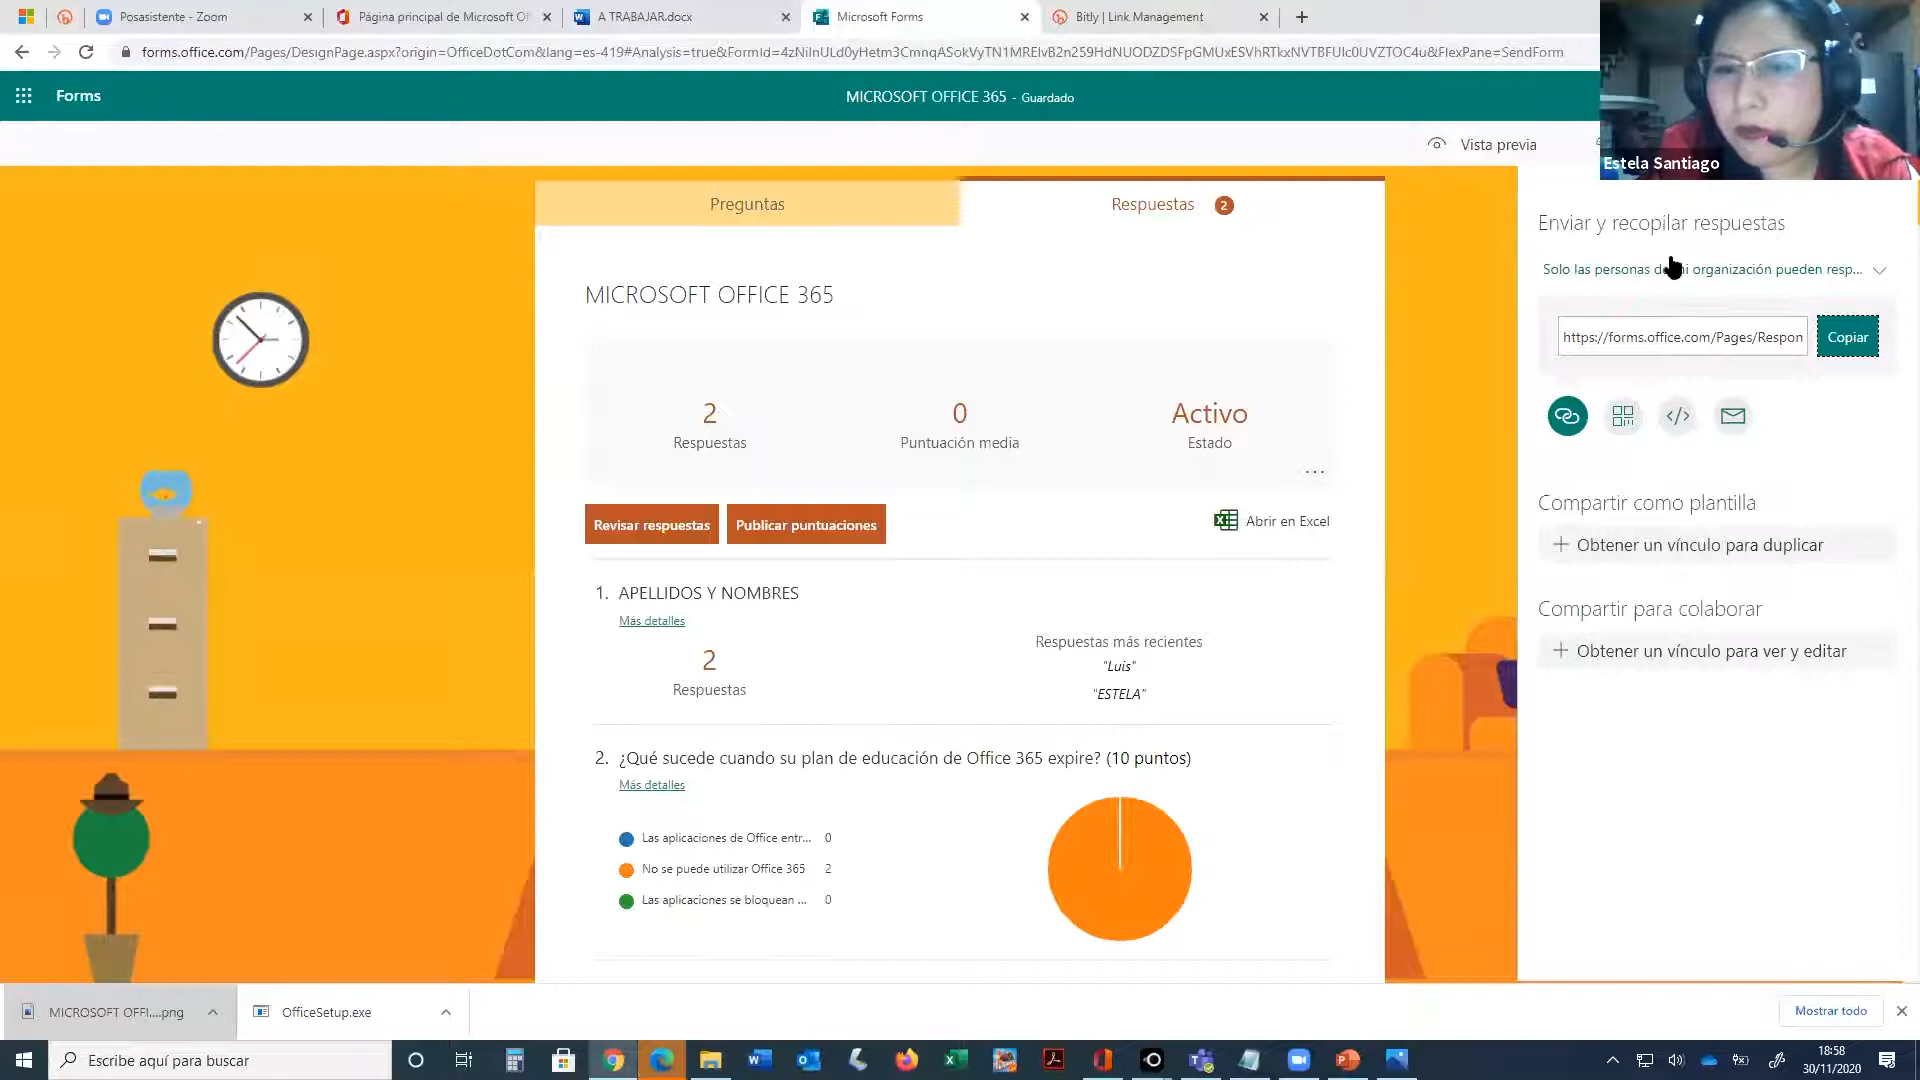 Posasistente - Zoom
Página principal de Microsoft Of
A TRABAJAR.docx
Microsoft Forms
Bitly | Link Management
forms.office.com/Pages/DesignPage.aspx?origin=OfficeDotCom&lang=es-419#Analysis=true&FormId=4zNiInULd0yHetm3CmnqASokVyTN1MRElvB2n259HdNUODZDSFpGMUxESVhRTkxNVTBFUlc0UVZTOC4u&FlexPane=SendForm
Forms
MICROSOFT OFFICE 365 - Guardado
Vista previa
Estela Santiago
Preguntas
Respuestas 2
Enviar y recopilar respuestas
Solo las personas de mi organización pueden resp...
https://forms.office.com/Pages/Respon
Copiar
Compartir como plantilla
Obtener un vínculo para duplicar
Compartir para colaborar
Obtener un vínculo para ver y editar
MICROSOFT OFFICE 365
2
Respuestas
0
Puntuación media
Activo
Estado
...
Revisar respuestas
Publicar puntuaciones
Abrir en Excel
1. APELLIDOS Y NOMBRES
Más detalles
2
Respuestas
Respuestas más recientes
"Luis"
"ESTELA"
2. ¿Qué sucede cuando su plan de educación de Office 365 expire? (10 puntos)
Más detalles
Las aplicaciones de Office entr... 0
No se puede utilizar Office 365 2
Las aplicaciones se bloquean ... 0
MICROSOFT OFFI....png
OfficeSetup.exe
Mostrar todo
Escribe aquí para buscar
18:58
30/11/2020